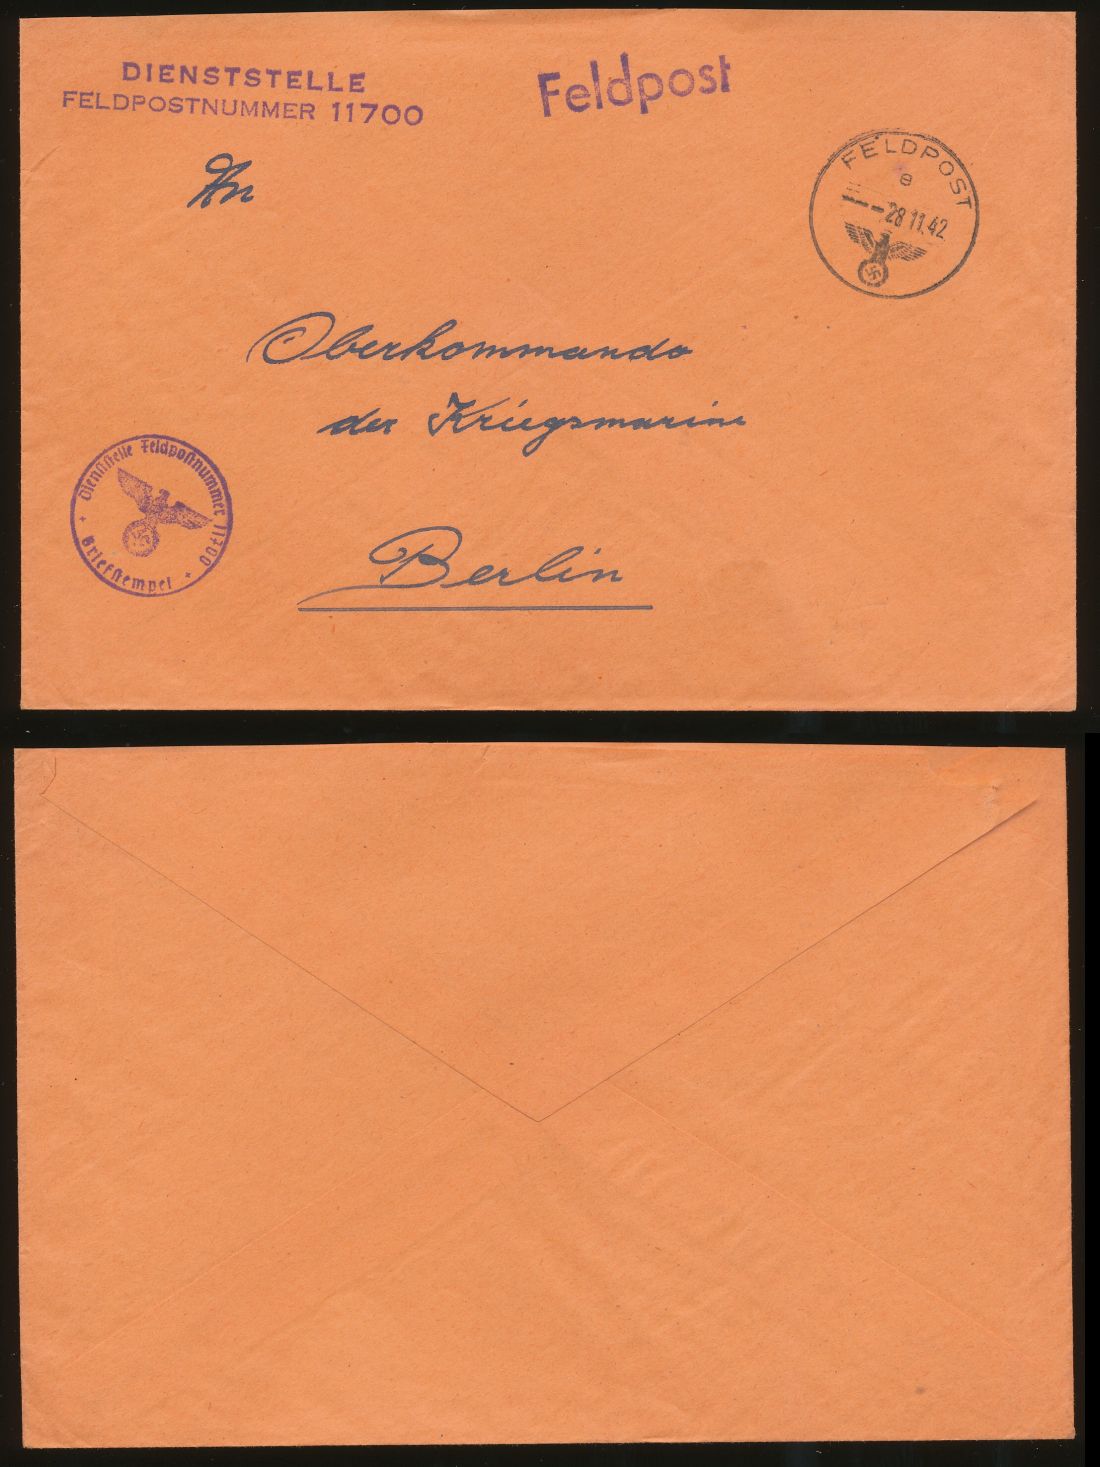 DIENSTSTELLE
FELDPOSTNUMMER 11700
Feldpost
FELDPOST
e
-28 11.42
An
Oberkommando
der Kriegsmarine
Dienststelle Feldpostnummer 11700
+ Briefstempel +
Berlin